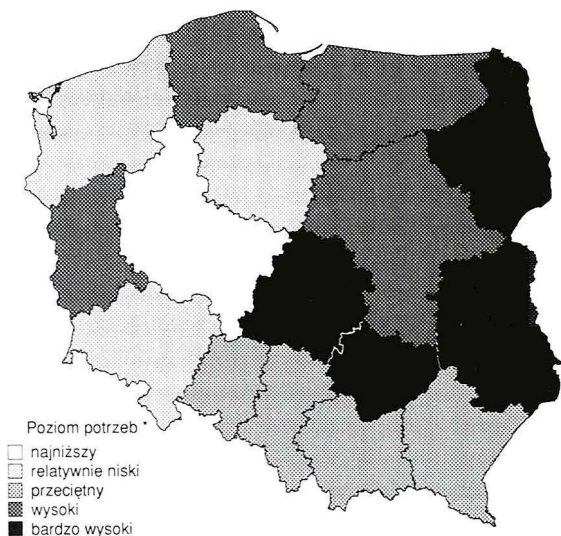 Poziom potrzeb *
najniższy
relatywnie niski
przeciętny
wysoki
bardzo wysoki